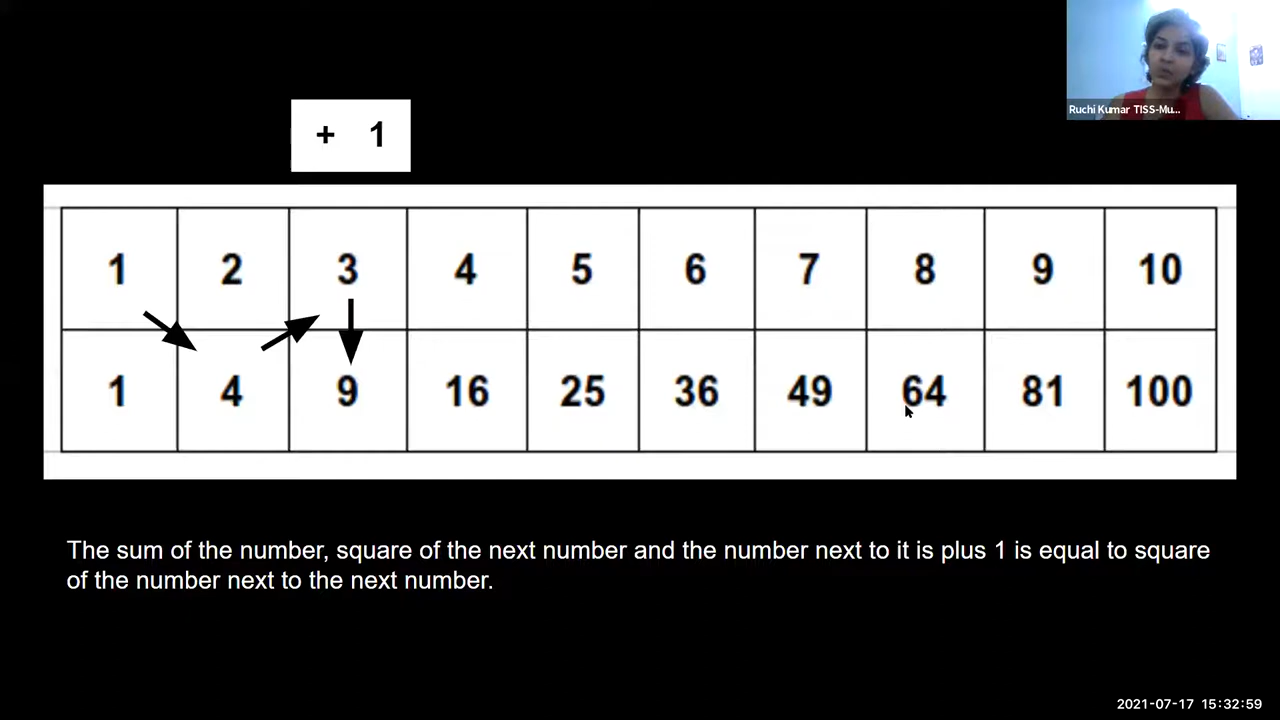 Ruchi Kumar TISS-Mu...
+ 1
1 2 3 4 5 6 7 8 9 10
1 4 9 16 25 36 49 64 81 100
The sum of the number, square of the next number and the number next to it is plus 1 is equal to square
of the number next to the next number.
2021-07-17 15:32:59